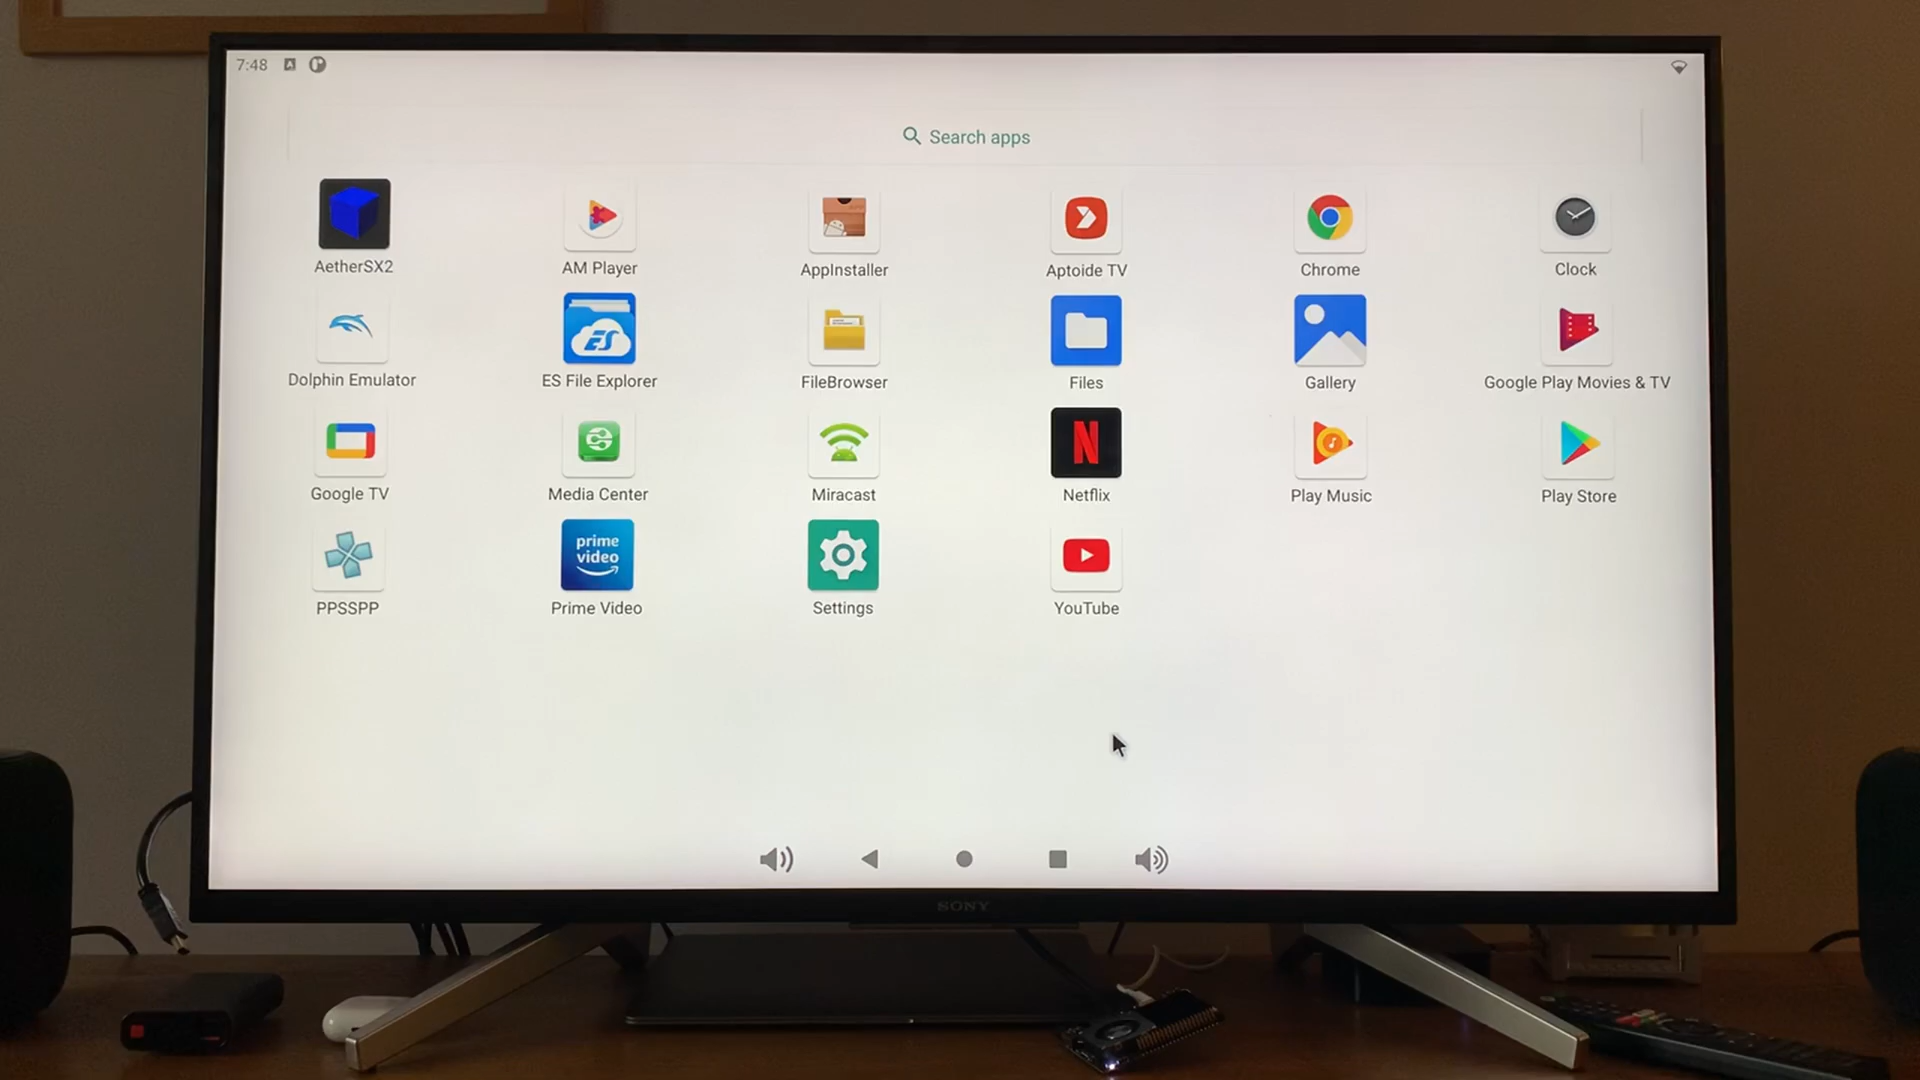 7:48
Search apps
AetherSX2
AM Player
AppInstaller
Aptoide TV
Chrome
Clock
Dolphin Emulator
ES
ES File Explorer
FileBrowser
Files
Gallery
Google Play Movies & TV
Google TV
Media Center
Miracast
N
Netflix
Play Music
Play Store
PPSSPP
prime
video
Prime Video
Settings
YouTube
SONY